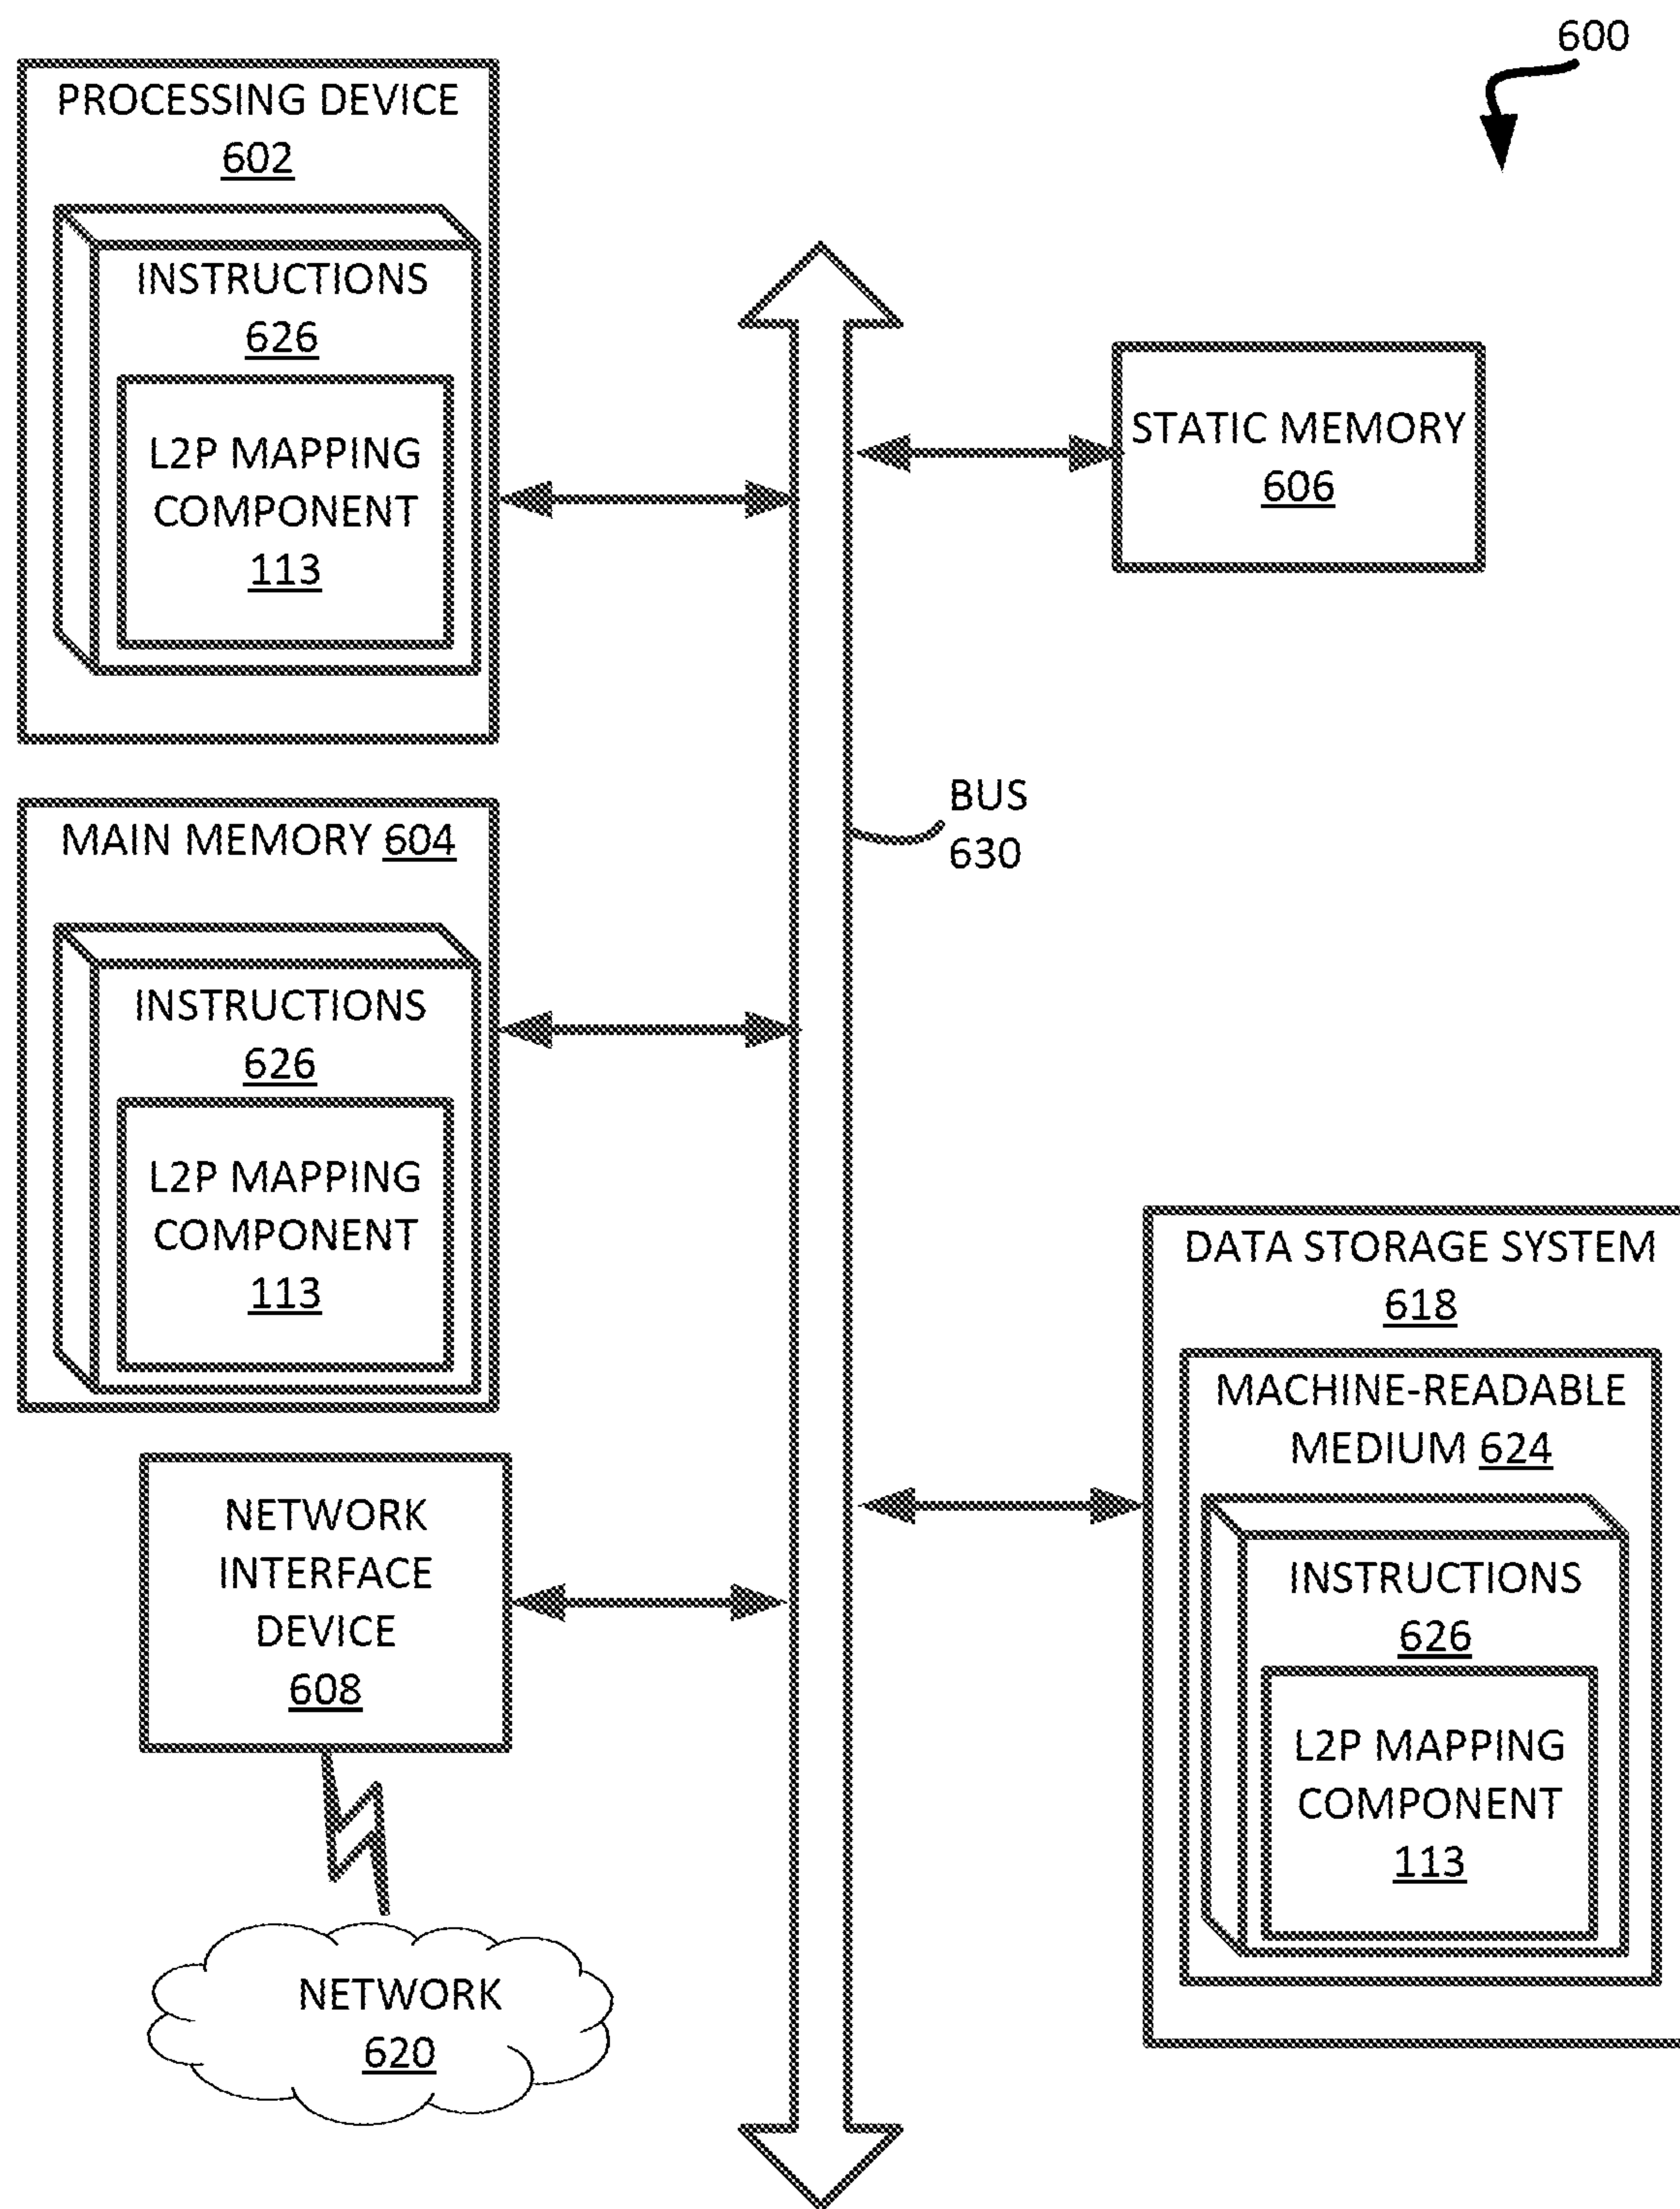 600
PROCESSING DEVICE
602
INSTRUCTIONS
626
L2P MAPPING
COMPONENT
113
STATIC MEMORY
606
BUS
630
MAIN MEMORY 604
INSTRUCTIONS
626
L2P MAPPING
COMPONENT
113
DATA STORAGE SYSTEM
618
MACHINE-READABLE
MEDIUM 624
INSTRUCTIONS
626
L2P MAPPING
COMPONENT
113
NETWORK
INTERFACE
DEVICE
608
NETWORK
620